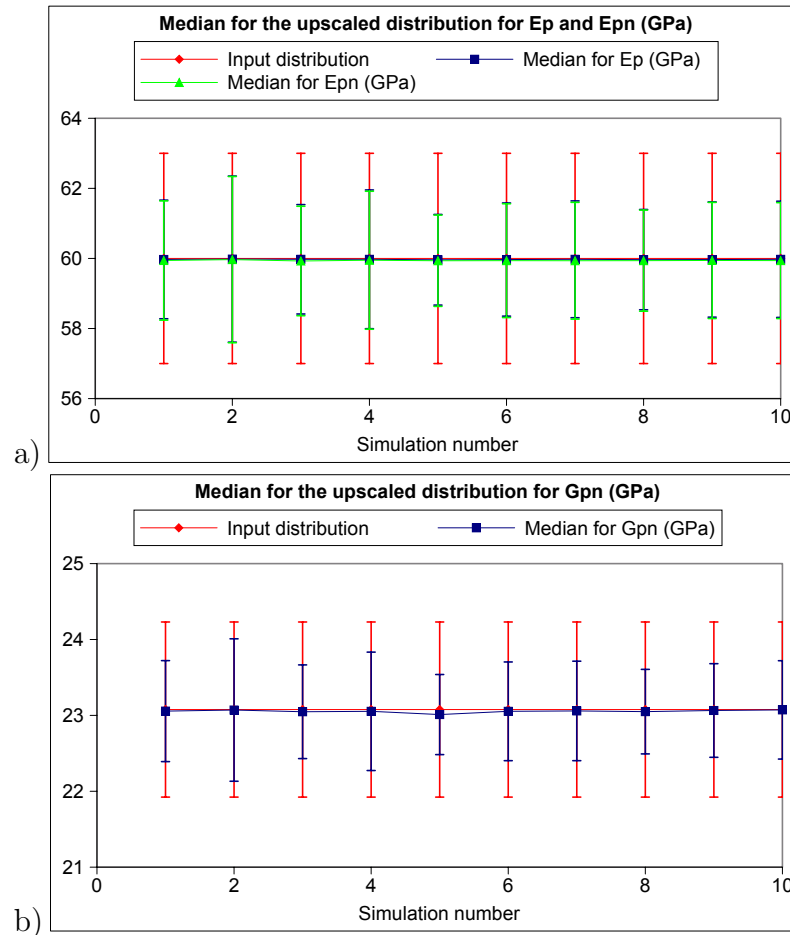 Median for the upscaled distribution for Ep and Epn (GPa)
Input distribution Median for Ep (GPa)
Median for Epn (GPa)
64
62
60
58
56
0 2 4 6 8 10
Simulation number
a)
Median for the upscaled distribution for Gpn (GPa)
Input distribution Median for Gpn (GPa)
25
24
23
22
21
0 2 4 6 8 10
Simulation number
b)